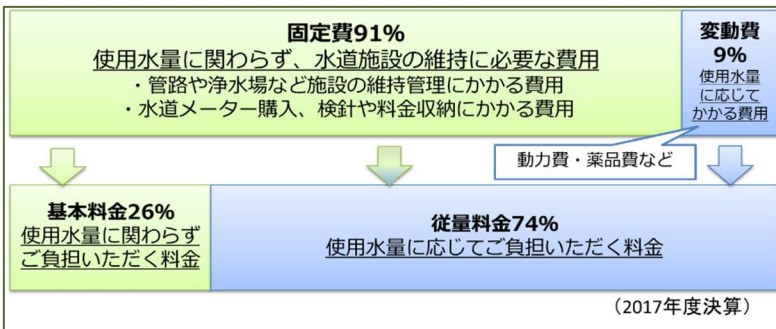 固定費91%
使用水量に関わらず、水道施設の維持に必要な費用
・管路や浄水場など施設の維持管理にかかる費用
・水道メーター購入、検針や料金収納にかかる費用
変動費
9%
使用水量
に応じて
かかる費用
動力費・薬品費など
基本料金26%
使用水量に関わらず
ご負担いただく料金
従量料金74%
使用水量に応じてご負担いただく料金
（2017年度決算）